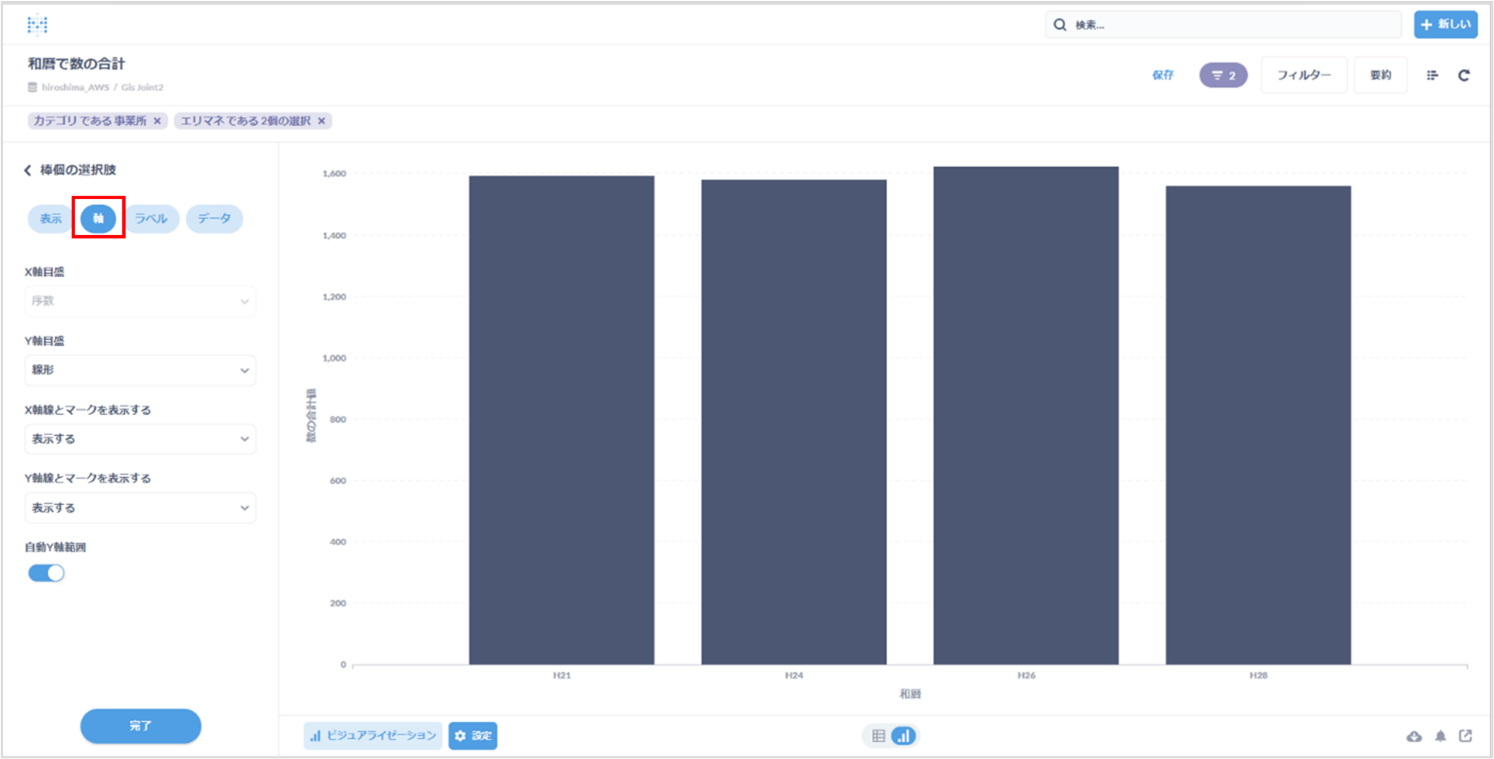 検索...
+ 新しい
和暦で数の合計
hiroshima_AWS / Gis Joint2
保存
2
フィルター
要約
カテゴリ である 事業所 ×
エリマネ である 2個の選択 ×
棒個の選択肢
表示
軸
ラベル
データ
X軸目盛
序数
Y軸目盛
線形
X軸線とマークを表示する
表示する
Y軸線とマークを表示する
表示する
自動Y軸範囲
完了
数の合計値
1,600
1,400
1,200
1,000
800
600
400
200
0
H21
H24
H26
H28
和暦
ビジュアライゼーション
設定